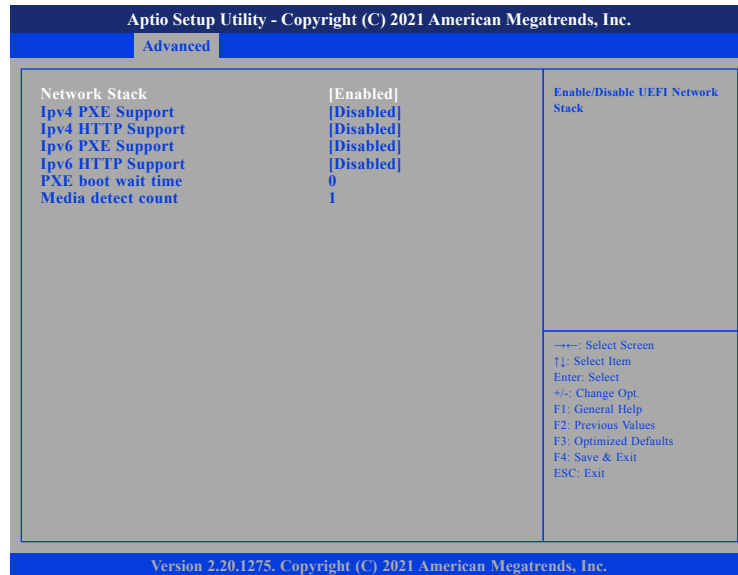 Aptio Setup Utility - Copyright (C) 2021 American Megatrends, Inc.
Advanced
Network Stack [Enabled]
Ipv4 PXE Support [Disabled]
Ipv4 HTTP Support [Disabled]
Ipv6 PXE Support [Disabled]
Ipv6 HTTP Support [Disabled]
PXE boot wait time 0
Media detect count 1
Enable/Disable UEFI Network
Stack
→←: Select Screen
↑↓: Select Item
Enter: Select
+/-: Change Opt.
F1: General Help
F2: Previous Values
F3: Optimized Defaults
F4: Save & Exit
ESC: Exit
Version 2.20.1275. Copyright (C) 2021 American Megatrends, Inc.